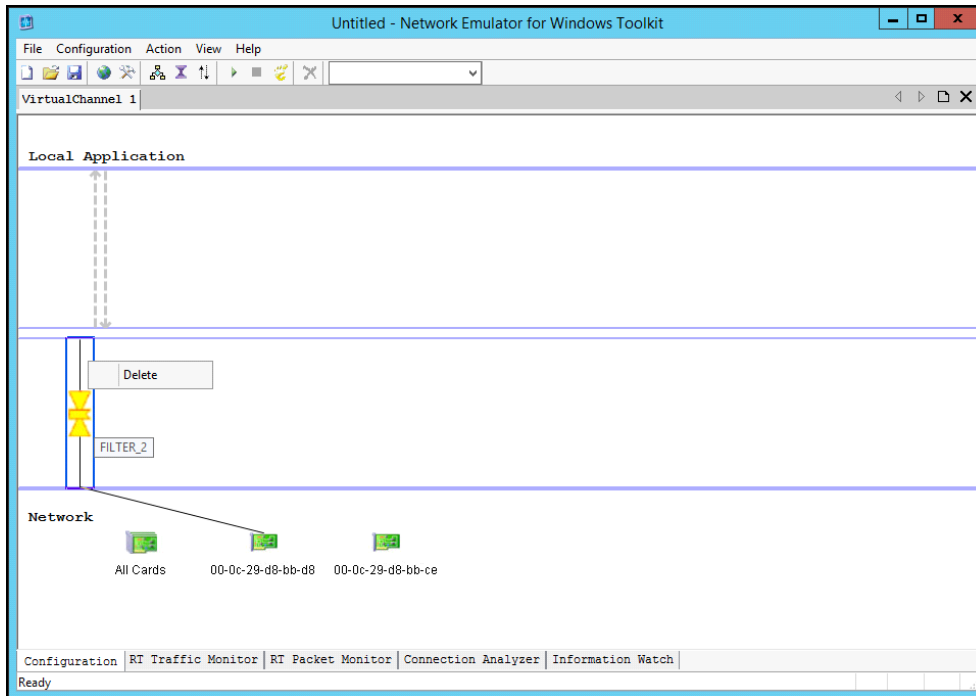 Untitled - Network Emulator for Windows Toolkit
File Configuration Action View Help
VirtualChannel 1
Local Application
Delete
FILTER_2
Network
All Cards 00-0c-29-d8-bb-d8 00-0c-29-d8-bb-ce
Configuration RT Traffic Monitor RT Packet Monitor Connection Analyzer Information Watch
Ready